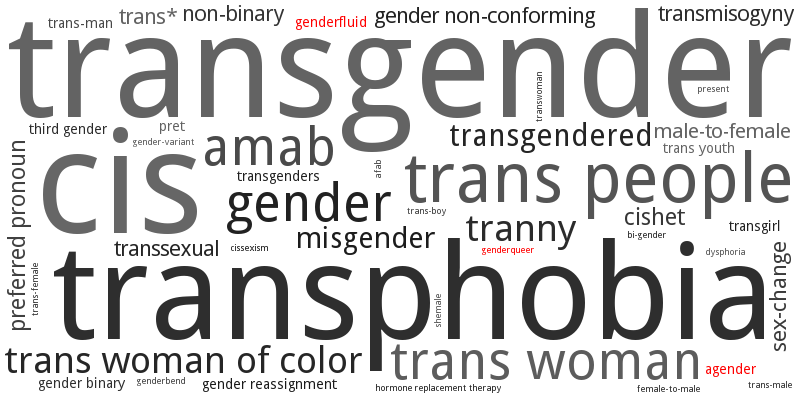 trans-man
trans*
non-binary
genderfluid
gender non-conforming
transmisogyny
transgender
present
transwoman
third gender
pret
gender-variant
amab
transgendered
male-to-female
trans youth
cis
transgenders
afab
trans people
preferred pronoun
gender
trans-boy
tranny
cishet
bi-gender
transgirl
misgender
transsexual
cissexism
genderqueer
dysphoria
trans-female
transphobia
shemale
sex-change
trans woman of color
trans woman
agender
gender binary
genderbend
gender reassignment
hormone replacement therapy
female-to-male
trans-male